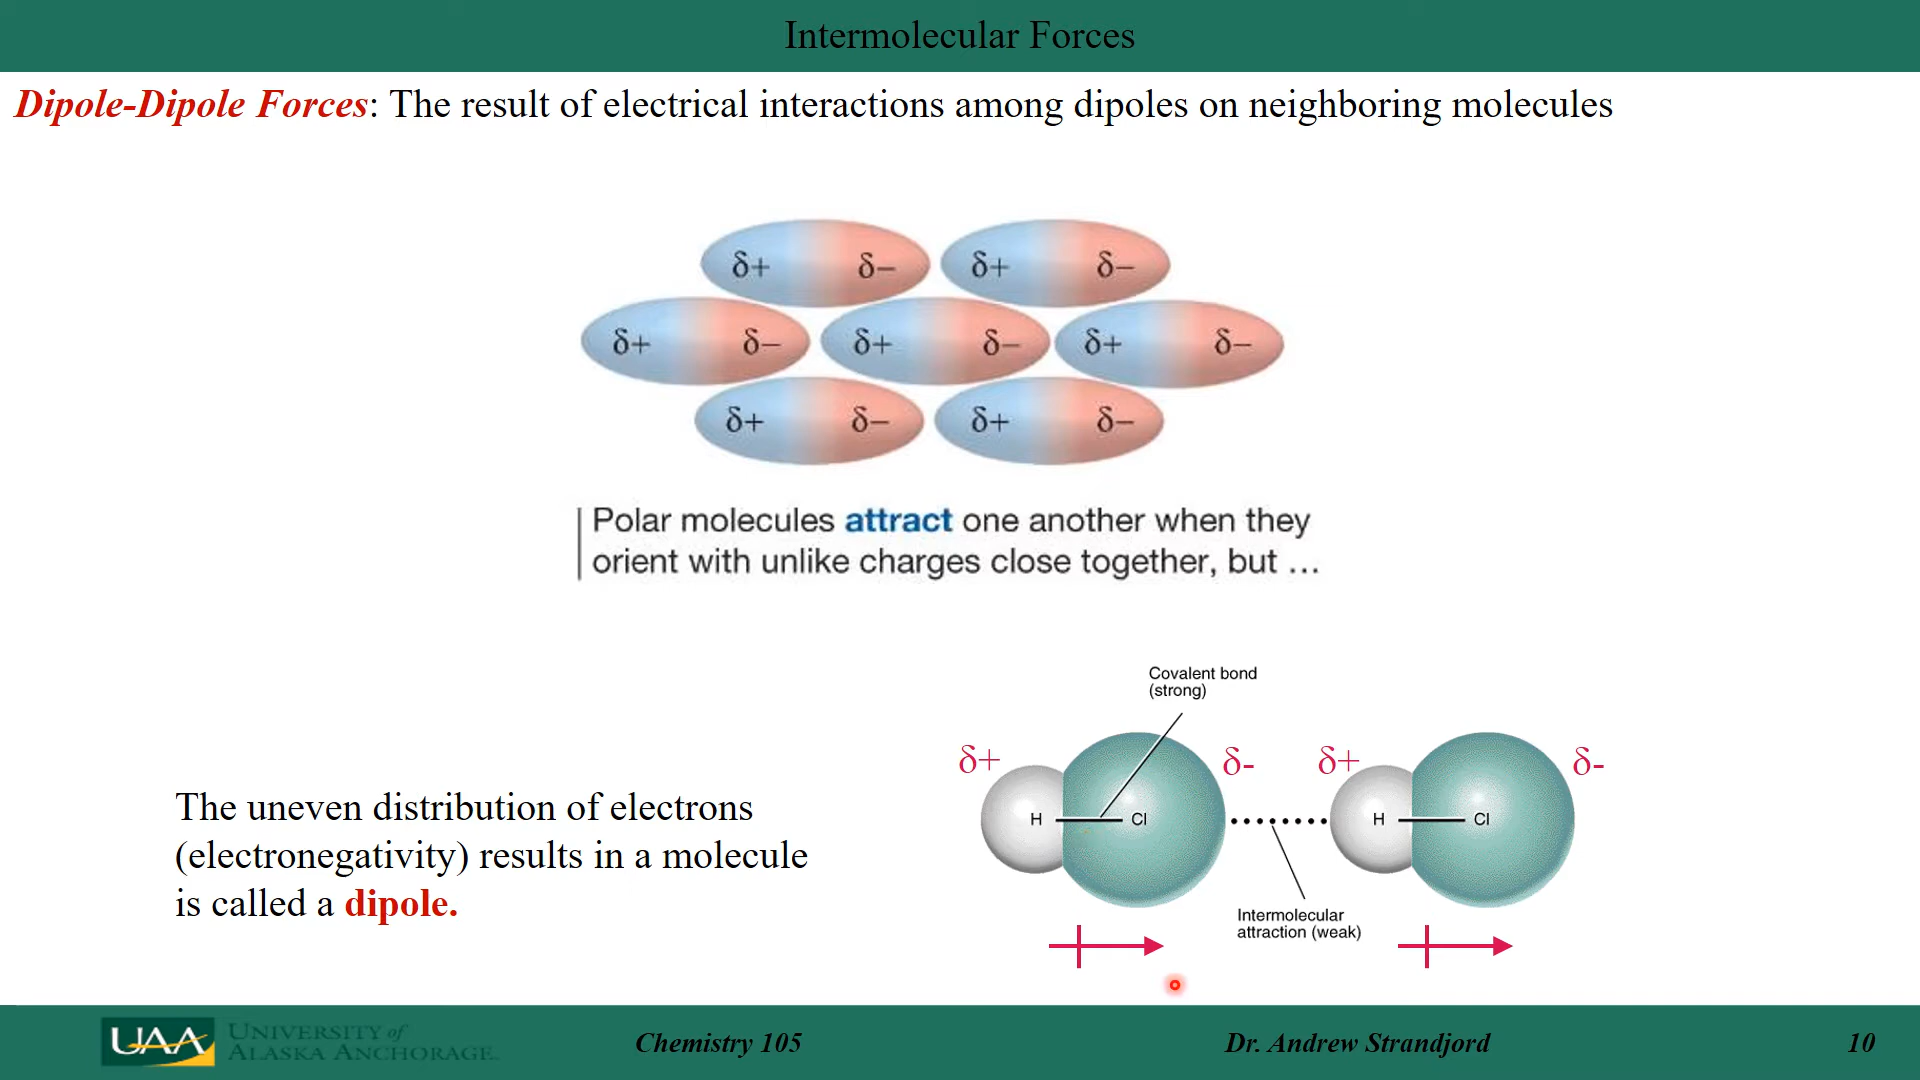 Intermolecular Forces
Dipole-Dipole Forces: The result of electrical interactions among dipoles on neighboring molecules
δ+ δ− δ+ δ−
δ+ δ− δ+ δ− δ+ δ−
δ+ δ− δ+ δ−
Polar molecules attract one another when they
orient with unlike charges close together, but ...
The uneven distribution of electrons
(electronegativity) results in a molecule
is called a dipole.
Covalent bond
(strong)
δ+ δ- δ+ δ-
H Cl H Cl
Intermolecular
attraction (weak)
UAA UNIVERSITY of
ALASKA ANCHORAGE.
Chemistry 105
Dr. Andrew Strandjord
10